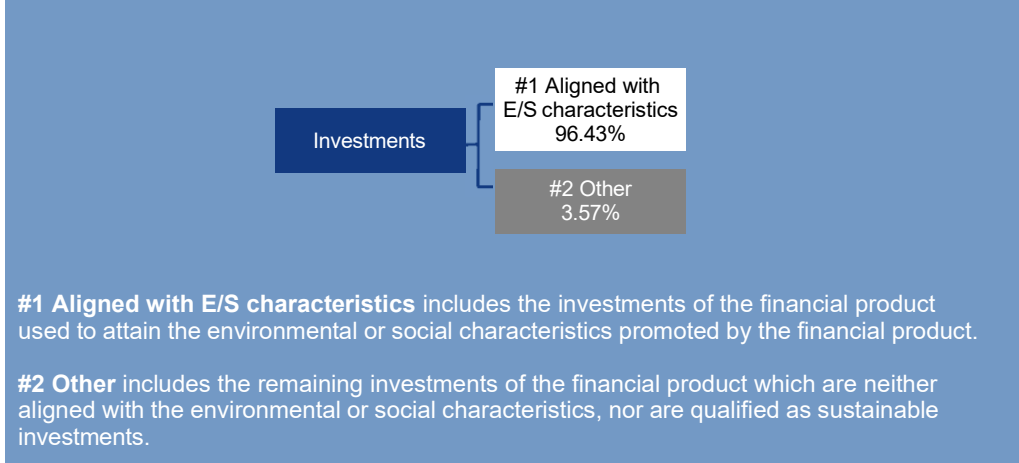 #1 Aligned with
E/S characteristics
96.43%
Investments
#2 Other
3.57%
#1 Aligned with E/S characteristics includes the investments of the financial product
used to attain the environmental or social characteristics promoted by the financial product.
#2 Other includes the remaining investments of the financial product which are neither
aligned with the environmental or social characteristics, nor are qualified as sustainable
investments.